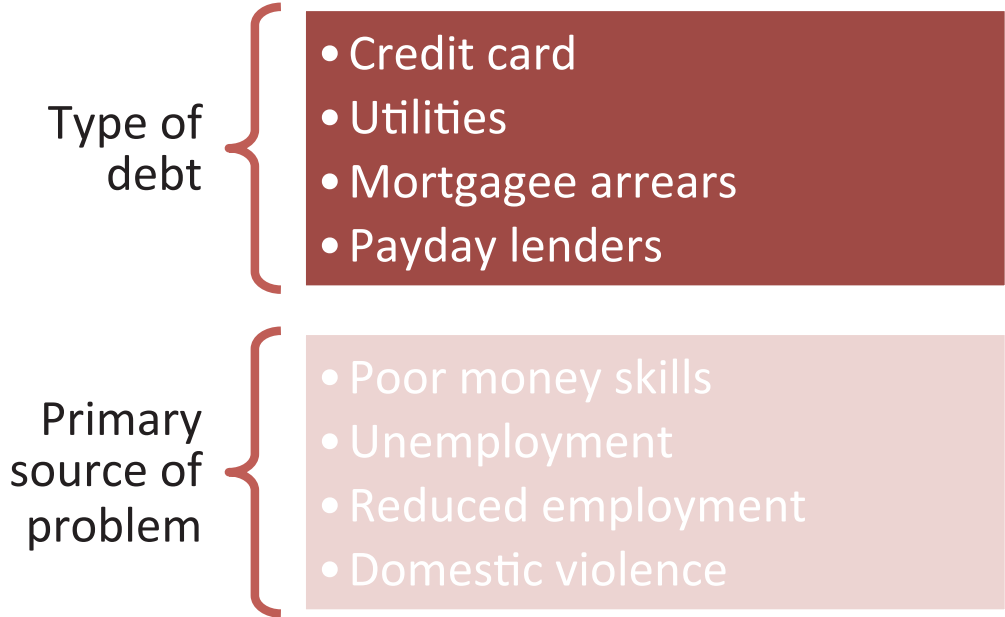 Type of
debt
• Credit card
• Utilities
• Mortgagee arrears
• Payday lenders
Primary
source of
problem
• Poor money skills
• Unemployment
• Reduced employment
• Domestic violence